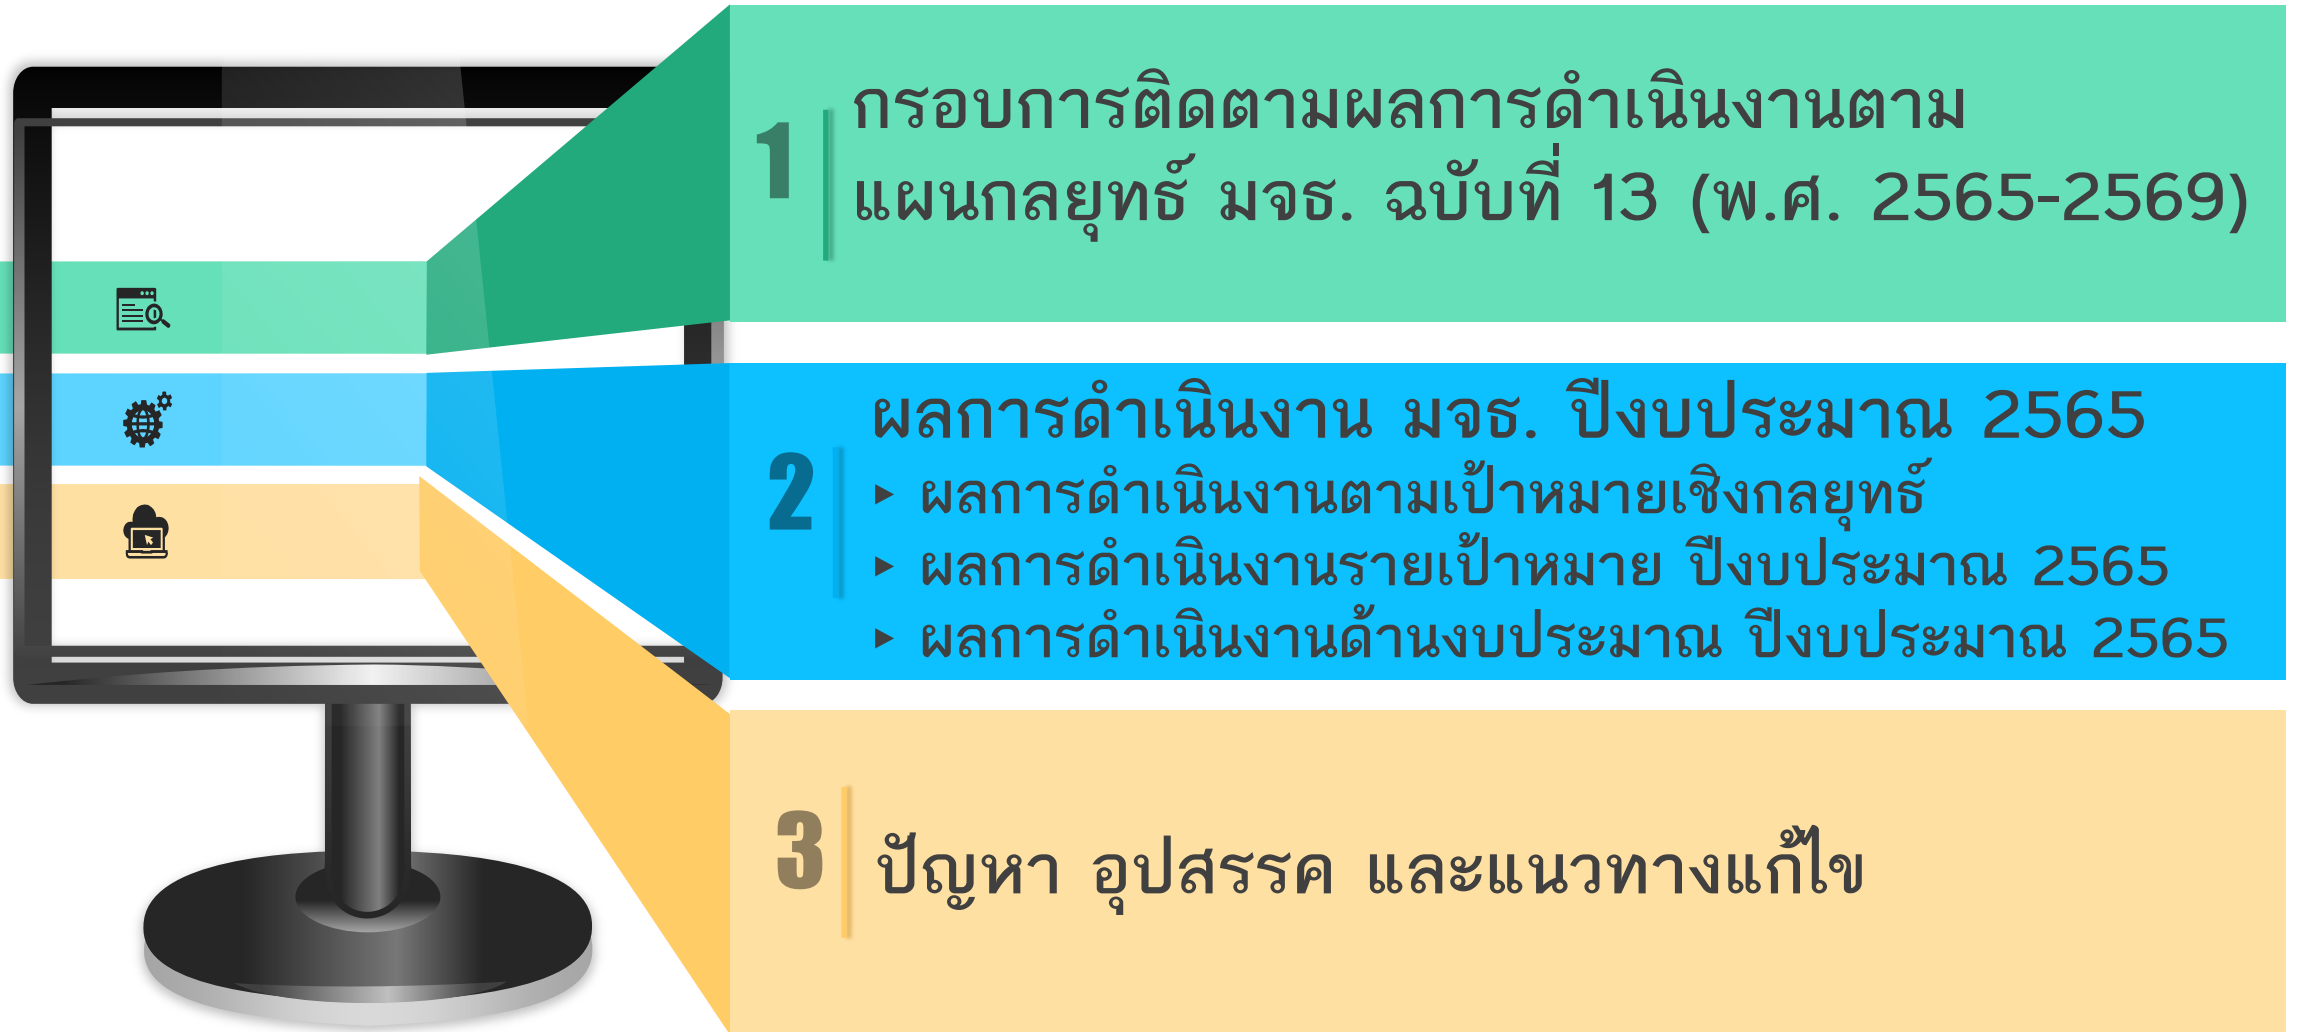 1
กรอบการติดตามผลการดำเนินงานตาม
แผนกลยุทธ์ มจธ. ฉบับที่ 13 (พ.ศ. 2565-2569)
2
ผลการดำเนินงาน มจธ. ปีงบประมาณ 2565
▸ ผลการดำเนินงานตามเป้าหมายเชิงกลยุทธ์
▸ ผลการดำเนินงานรายเป้าหมาย ปีงบประมาณ 2565
▸ ผลการดำเนินงานด้านงบประมาณ ปีงบประมาณ 2565
3
ปัญหา อุปสรรค และแนวทางแก้ไข